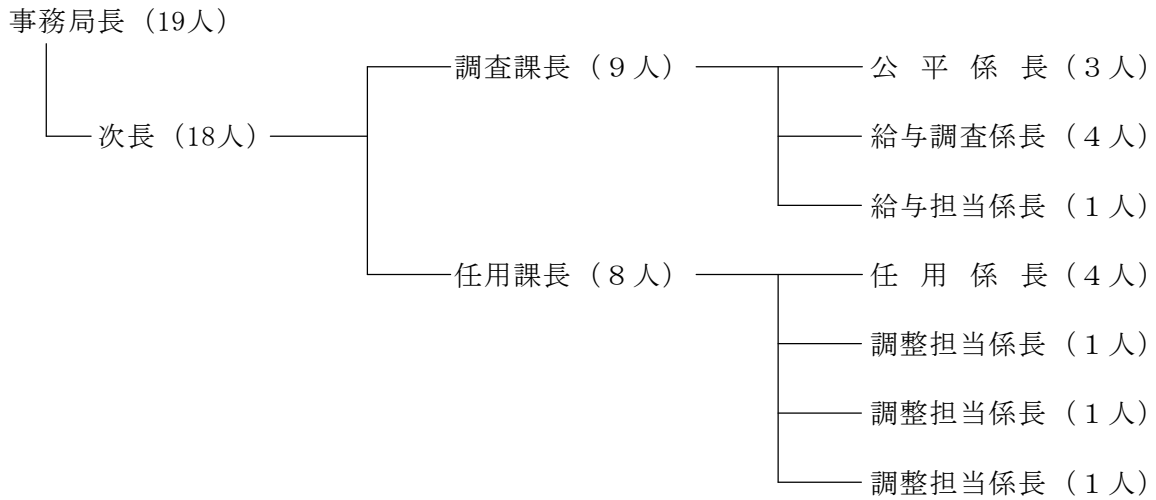 事務局長（19人）
調査課長（９人）
公平係長（３人）
次長（18人）
給与調査係長（４人）
給与担当係長（１人）
任用課長（８人）
任用係長（４人）
調整担当係長（１人）
調整担当係長（１人）
調整担当係長（１人）